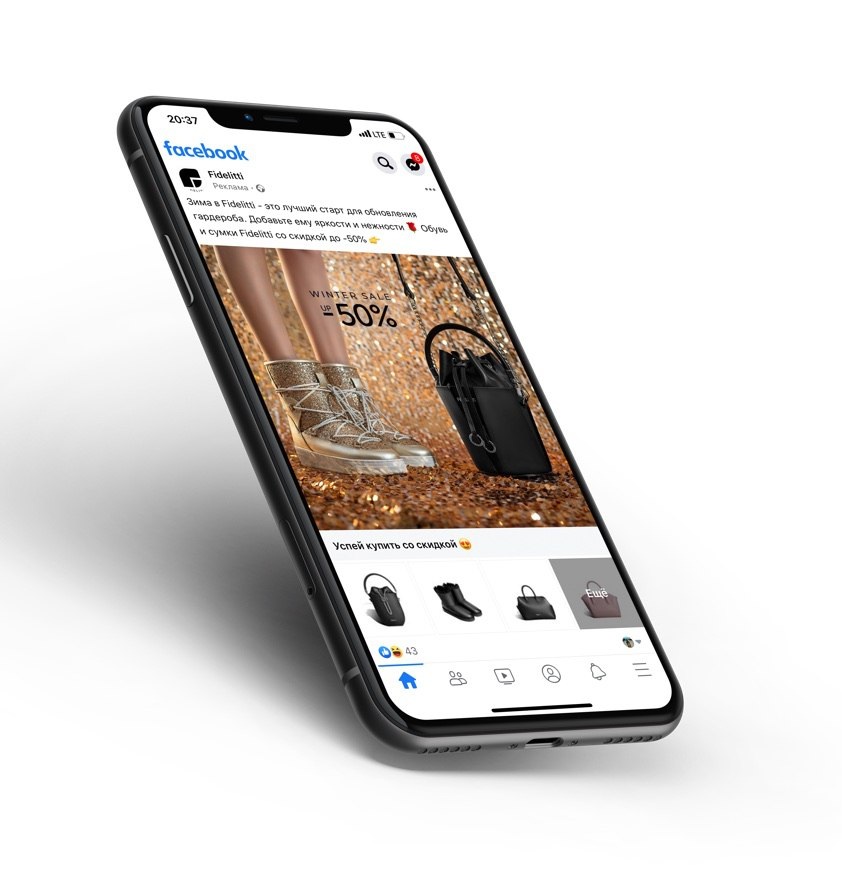 20:37
LTE
facebook
8
Fidelitti
Реклама ·
Зима в Fidelitti - это лучший старт для обновления
гардероба. Добавьте ему яркости и нежности 🌹 Обувь
и сумки Fidelitti со скидкой до -50% 👉
WINTER SALE
UP
-50%
Успей купить со скидкой 😍
Ещё
43